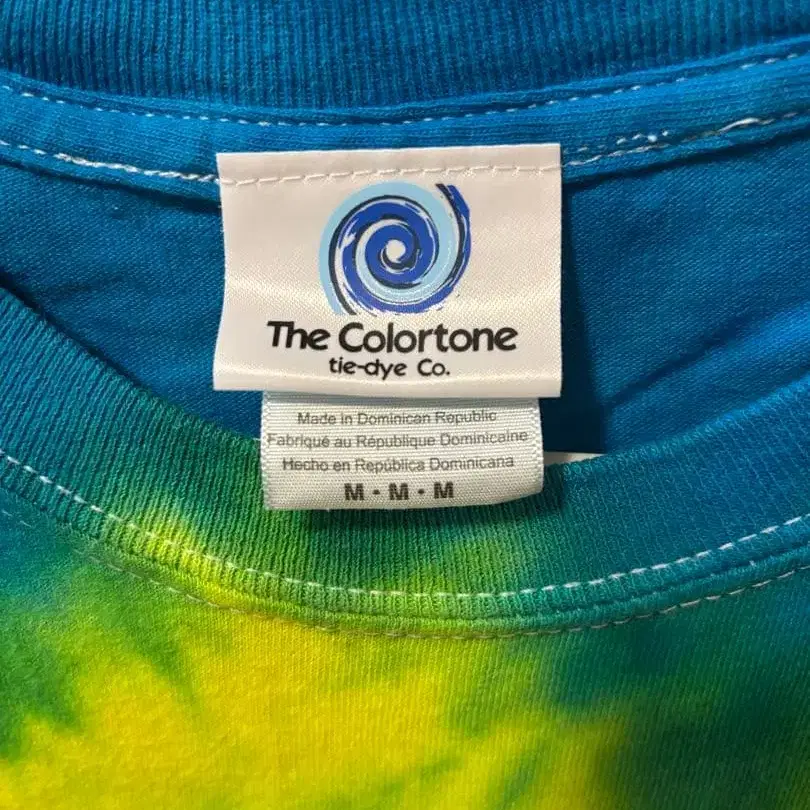 The Colortone
tie-dye Co.
Made in Dominican Republic
Fabriqué au République Dominicaine
Hecho en República Dominicana
M · M · M